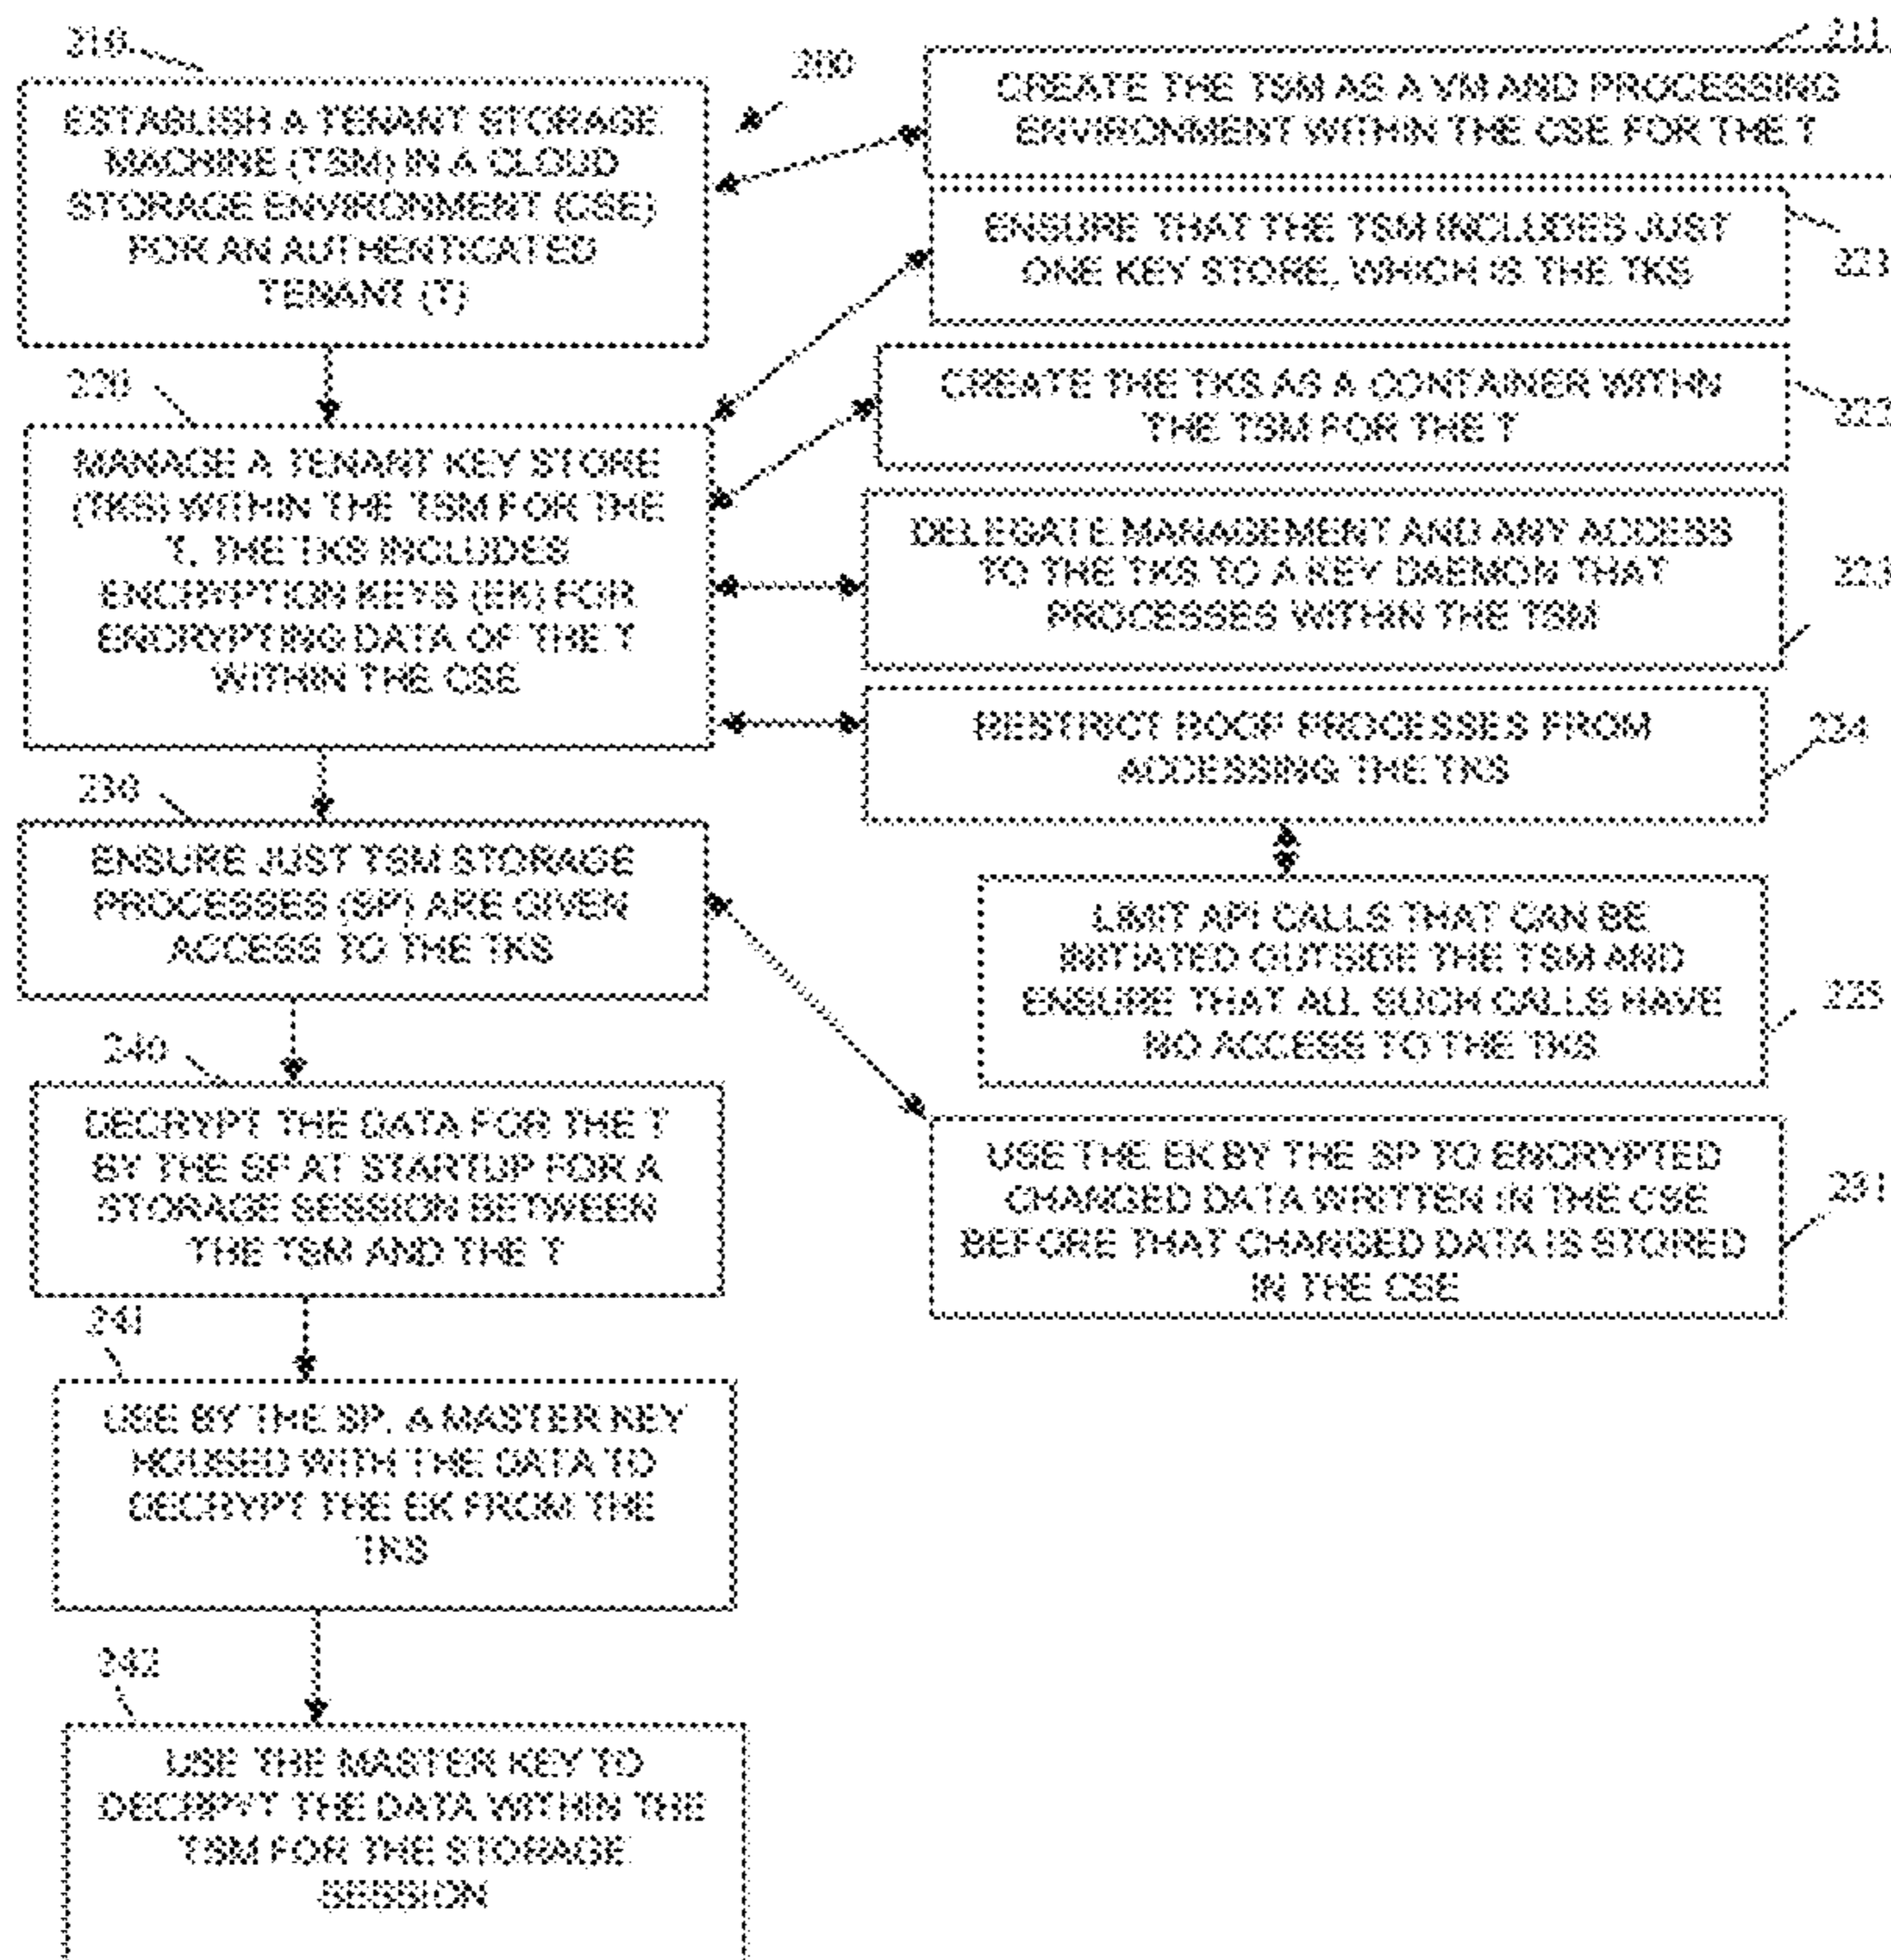 210
200
ESTABLISH A TENANT STORAGE
MACHINE (TSM) IN A CLOUD
STORAGE ENVIRONMENT (CSE)
FOR AN AUTHENTICATED
TENANT (T)
211
CREATE THE TSM AS A VM AND PROCESSING
ENVIRONMENT WITHIN THE CSE FOR THE T
ENSURE THAT THE TSM INCLUDES JUST
ONE KEY STORE, WHICH IS THE TKS
221
220
MANAGE A TENANT KEY STORE
(TKS) WITHIN THE TSM FOR THE
T, THE TKS INCLUDES
ENCRYPTION KEYS (EK) FOR
ENCRYPTING DATA OF THE T
WITHIN THE CSE
CREATE THE TKS AS A CONTAINER WITHN
THE TSM FOR THE T
222
DELEGATE MANAGEMENT AND ANY ACCESS
TO THE TKS TO A KEY DAEMON THAT
PROCESSES WITHIN THE TSM
223
RESTIRCT ROOF PROCESSES FROM
ACCESSING THE TKS
224
230
ENSURE JUST TSM STORAGE
PROCESSES (SP) ARE GIVEN
ACCESS TO THE TKS
LIMIT API CALLS THAT CAN BE
INITIATED OUTSIDE THE TSM AND
ENSURE THAT ALL SUCH CALLS HAVE
NO ACCESS TO THE TKS
225
240
DECRYPT THE DATA FOR THE T
BY THE SP AT STARTUP FOR A
STORAGE SESSION BETWEEN
THE TSM AND THE T
USE THE EK BY THE SP TO ENCRYPTED
CHANGED DATA WRITTEN IN THE CSE
BEFORE THAT CHANGED DATA IS STORED
IN THE CSE
231
241
USE BY THE SP, A MASTER KEY
HOUSED WITH THE DATA TO
DECRYPT THE EK FROM THE
TKS
242
USE THE MASTER KEY TO
DECRPYT THE DATA WITHIN THE
TSM FOR THE STORAGE
SESSION